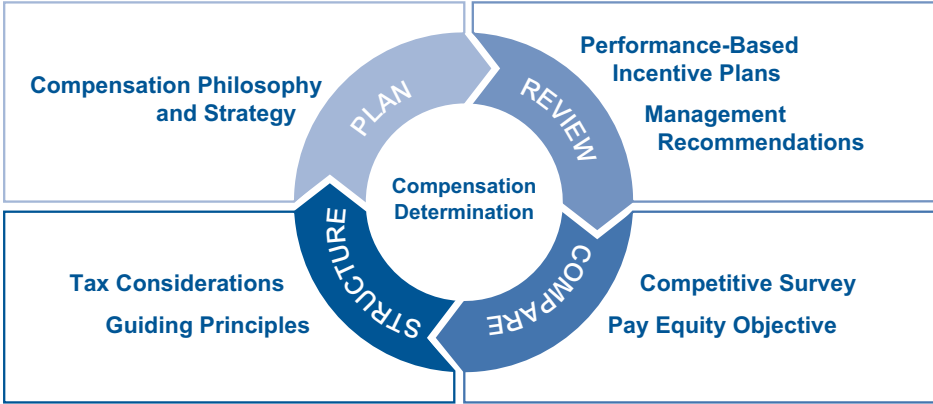 Compensation Philosophy
and Strategy
PLAN
Performance-Based
Incentive Plans
Management
Recommendations
REVIEW
Compensation
Determination
Tax Considerations
Guiding Principles
STRUCTURE
Competitive Survey
Pay Equity Objective
COMPARE